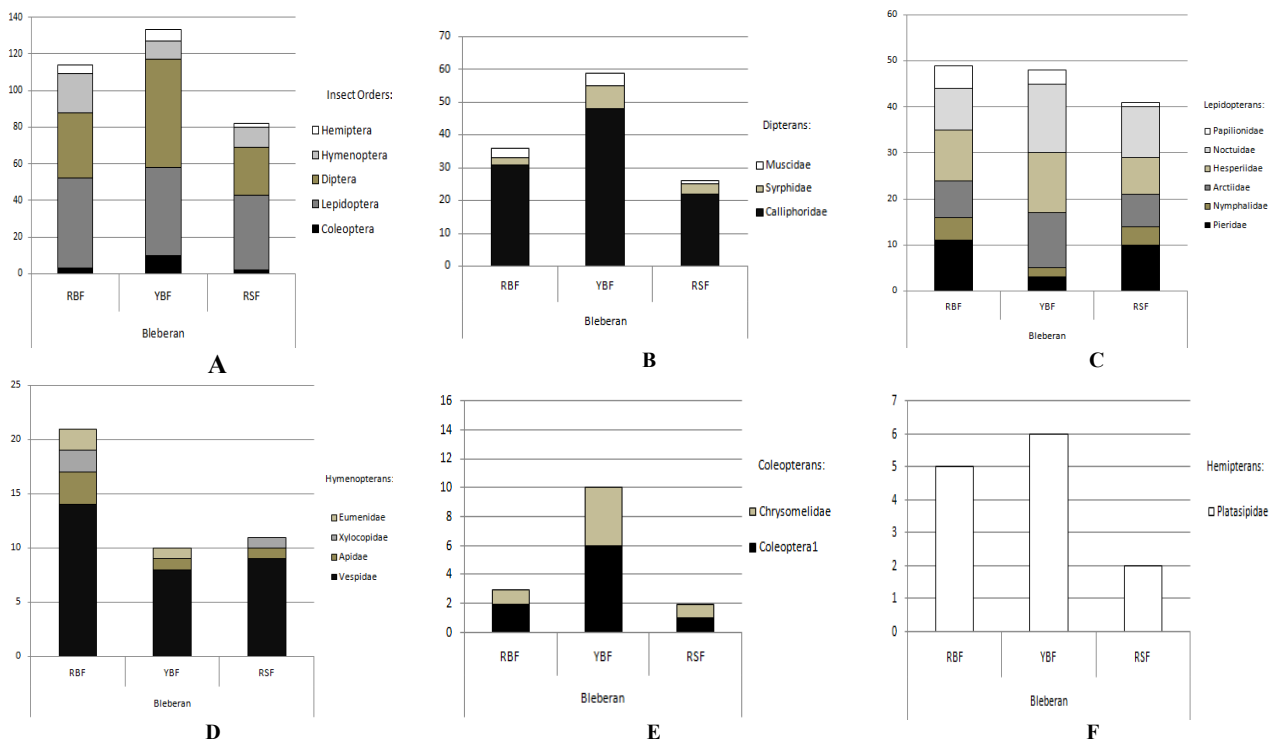 140
120
100
80
60
40
20
0
RBF
YBF
RSF
Bleberan
Insect Orders:
Hemiptera
Hymenoptera
Diptera
Lepidoptera
Coleoptera
A
70
60
50
40
30
20
10
0
RBF
YBF
RSF
Bleberan
Dipterans:
Muscidae
Syrphidae
Calliphoridae
B
60
50
40
30
20
10
0
RBF
YBF
RSF
Bleberan
Lepidopterans:
Papilionidae
Noctuidae
Hesperiidae
Arctiidae
Nymphalidae
Pieridae
C
25
20
15
10
5
0
RBF
YBF
RSF
Bleberan
Hymenopterans:
Eumenidae
Xylocopidae
Apidae
Vespidae
D
16
14
12
10
8
6
4
2
0
RBF
YBF
RSF
Bleberan
Coleopterans:
Chrysomelidae
Coleoptera1
E
7
6
5
4
3
2
1
0
RBF
YBF
RSF
Bleberan
Hemipterans:
Platasipidae
F